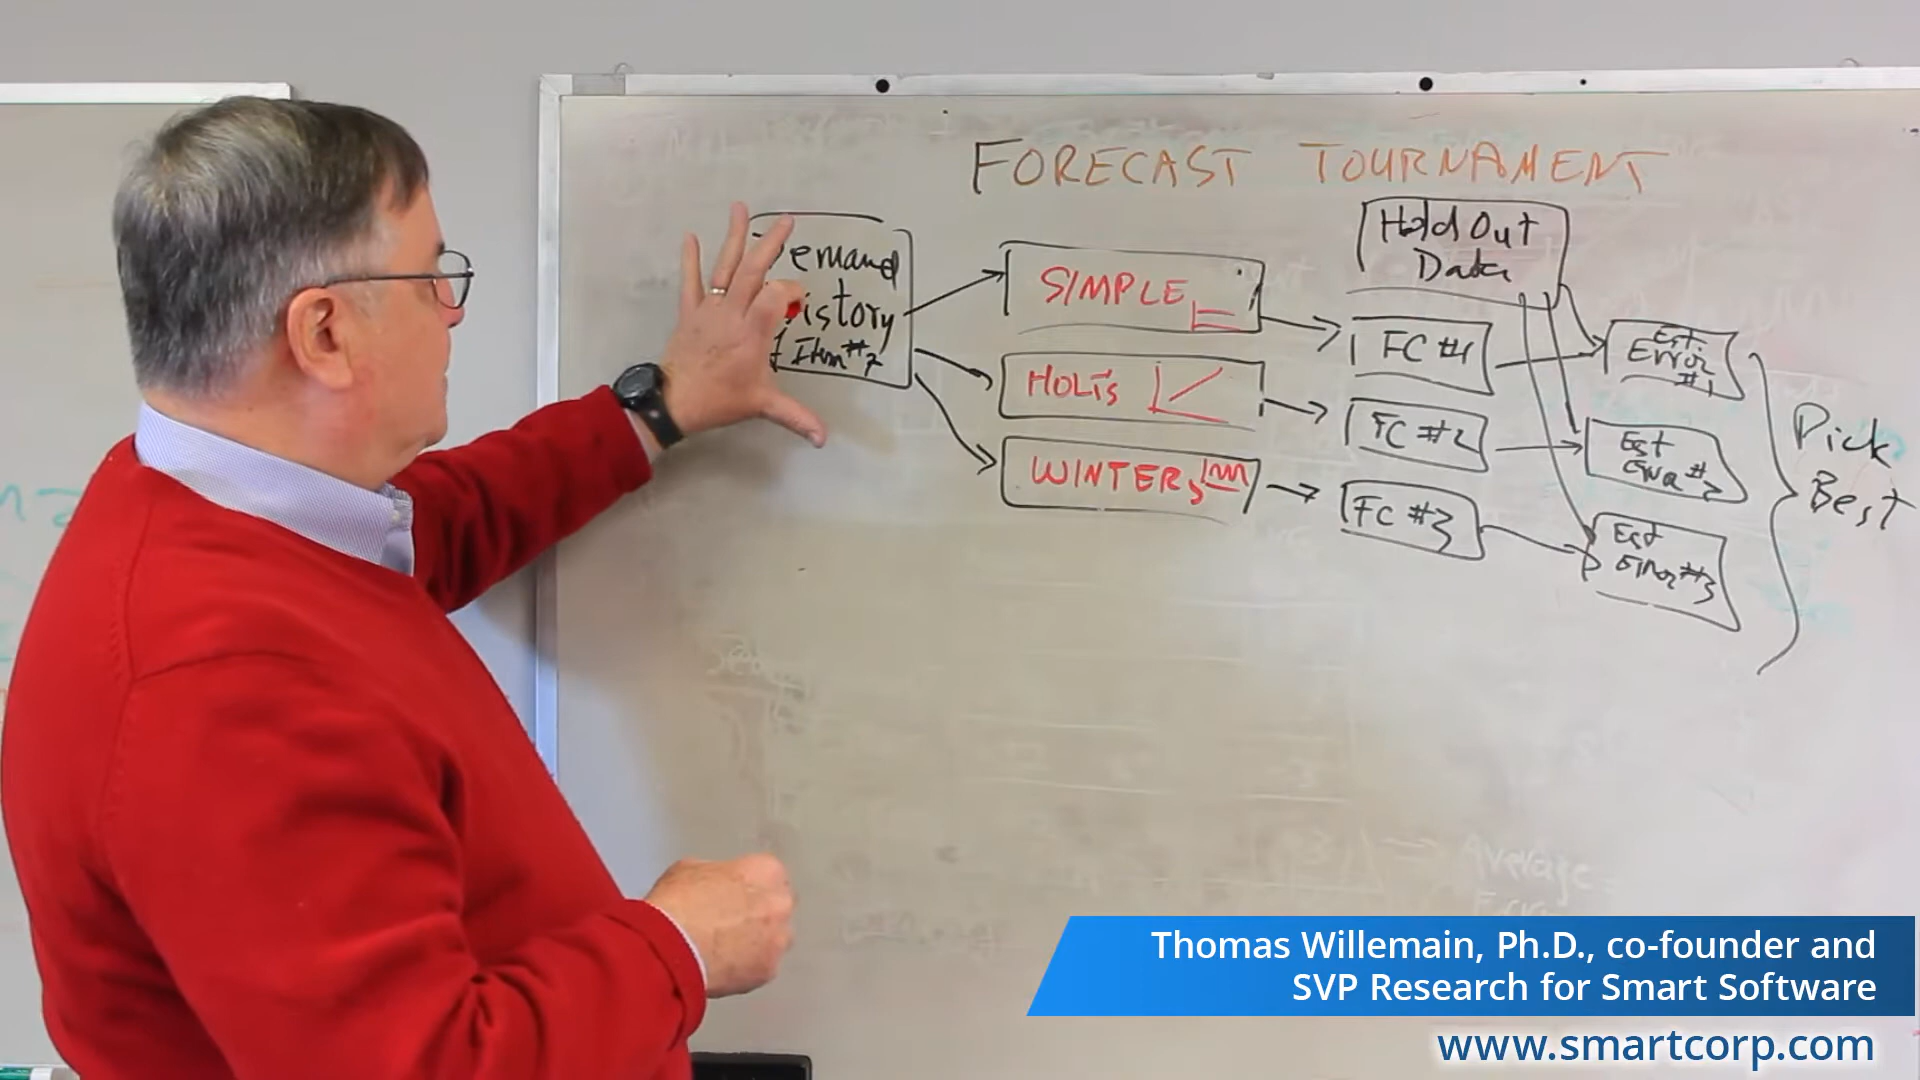 FORECAST TOURNAMENT
Demand
History
Item #7
SIMPLE
HOLTS
WINTERS
Hold Out
Data
FC #1
FC #2
FC #3
Est
Error
#1
Est
Error #2
Est
Error #3
Pick
Best
Average
Thomas Willemain, Ph.D., co-founder and
SVP Research for Smart Software
www.smartcorp.com